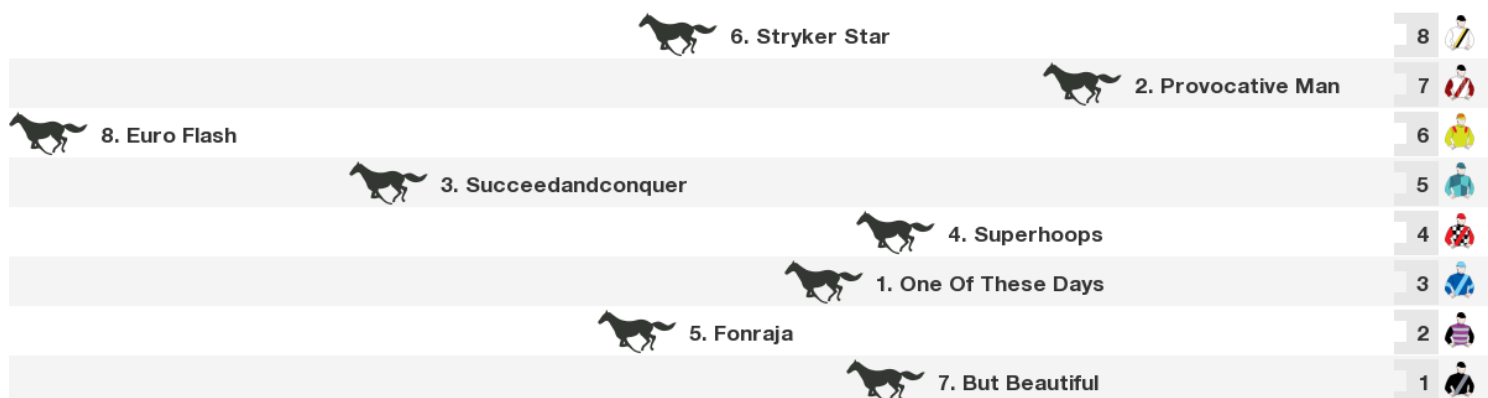 6. Stryker Star 8
2. Provocative Man 7
8. Euro Flash 6
3. Succeedandconquer 5
4. Superhoops 4
1. One Of These Days 3
5. Fonraja 2
7. But Beautiful 1